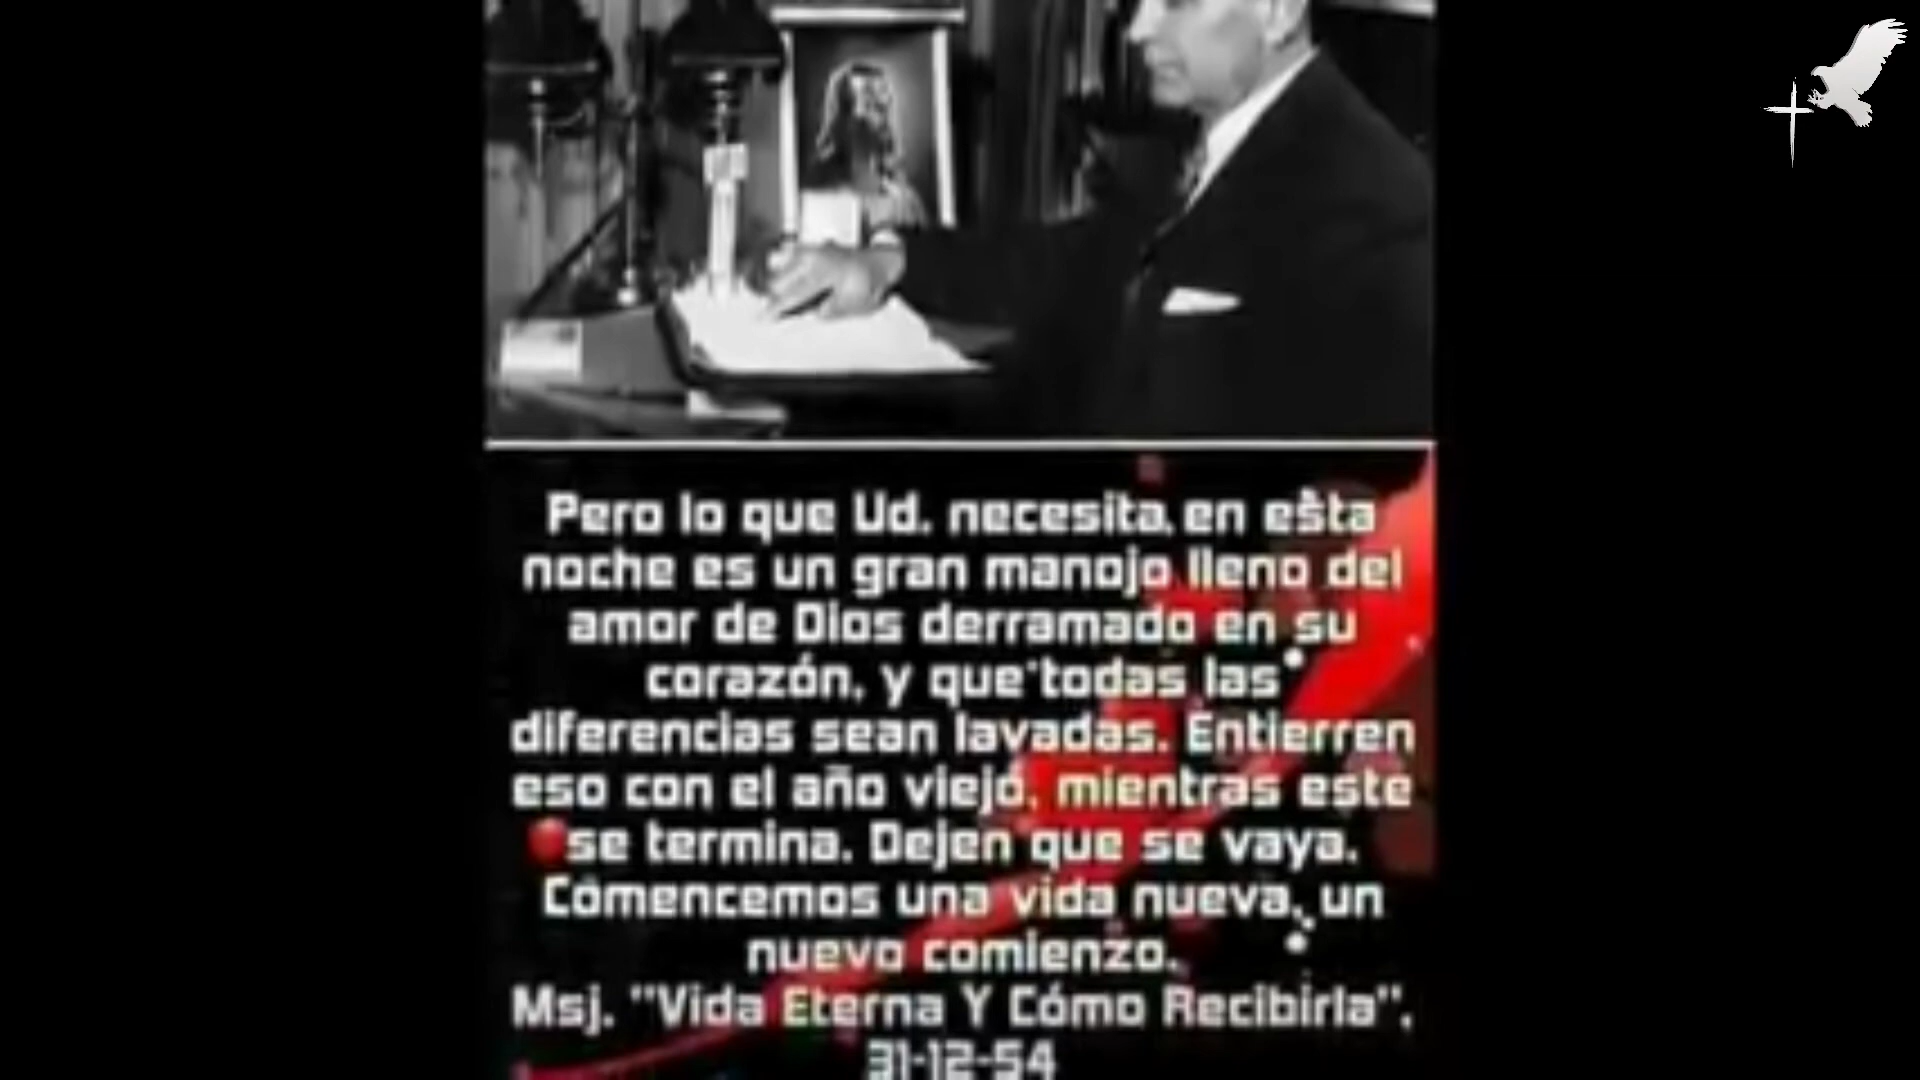 Pero lo que Ud. necesita, en esta
noche es un gran manojo lleno del
amor de Dios derramado en su
corazón, y que todas las
diferencias sean lavadas. Entierren
eso con el año viejo, mientras este
se termina. Dejen que se vaya.
Comencemos una vida nueva, un
nuevo comienzo.
Msj. "Vida Eterna Y Cómo Recibirla",
31-12-54